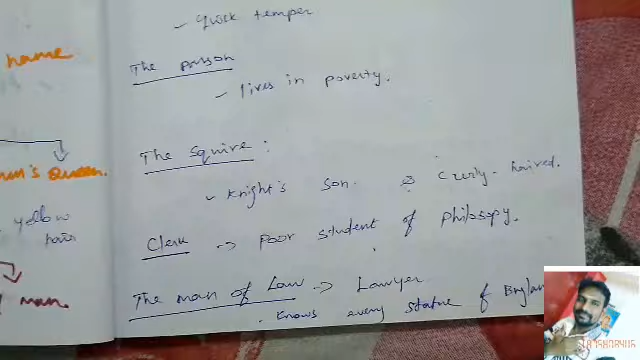 - Quick temper
name
The parson
- lives in poverty.
The Squire :
- Knight's son. Curly-haired.
Queen.
yellow
hair
Clerk -> Poor student of philosopy.
man.
The man of Law -> Lawyer
. Knows every statue of Englan